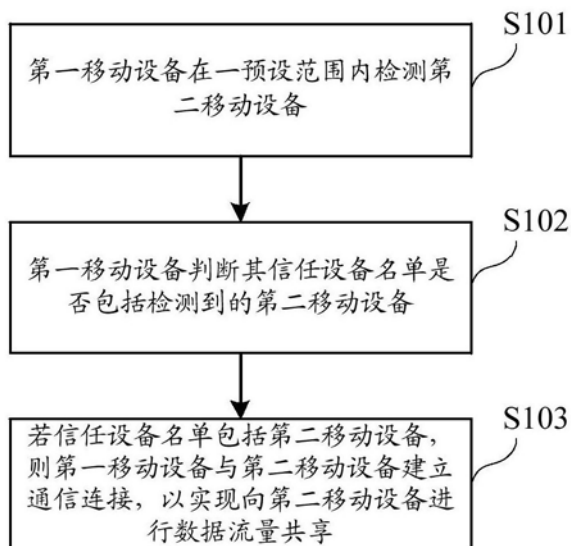 S101
第一移动设备在一预设范围内检测第
二移动设备
S102
第一移动设备判断其信任设备名单是
否包括检测到的第二移动设备
S103
若信任设备名单包括第二移动设备，
则第一移动设备与第二移动设备建立
通信连接，以实现向第二移动设备进
行数据流量共享